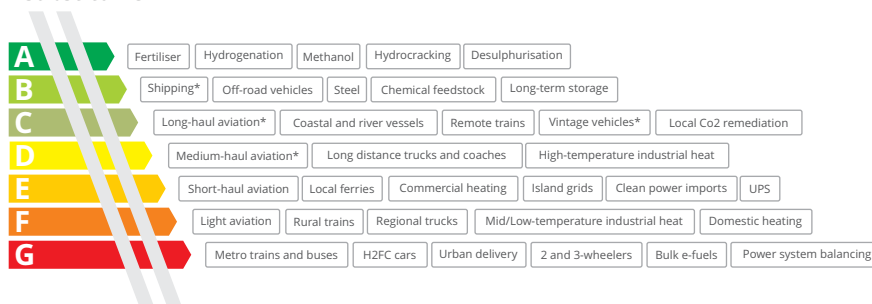 A Fertiliser Hydrogenation Methanol Hydrocracking Desulphurisation
B Shipping* Off-road vehicles Steel Chemical feedstock Long-term storage
C Long-haul aviation* Coastal and river vessels Remote trains Vintage vehicles* Local Co2 remediation
D Medium-haul aviation* Long distance trucks and coaches High-temperature industrial heat
E Short-haul aviation Local ferries Commercial heating Island grids Clean power imports UPS
F Light aviation Rural trains Regional trucks Mid/Low-temperature industrial heat Domestic heating
G Metro trains and buses H2FC cars Urban delivery 2 and 3-wheelers Bulk e-fuels Power system balancing